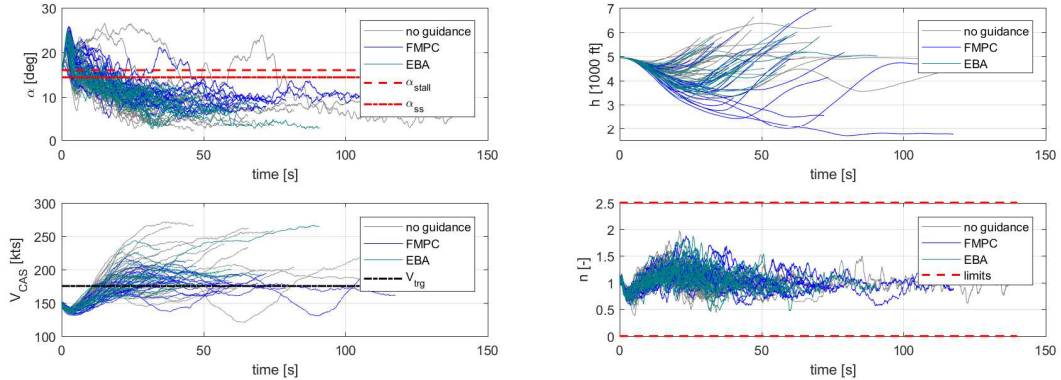 30
20
10
0
α [deg]
0
50
100
150
time [s]
no guidance
FMPC
EBA
α_stall
α_ss
7
6
5
4
3
2
h [1000 ft]
0
50
100
150
time [s]
no guidance
FMPC
EBA
300
250
200
150
100
V_CAS [kts]
0
50
100
150
time [s]
no guidance
FMPC
EBA
V_trg
2.5
2
1.5
1
0.5
0
n [-]
0
50
100
150
time [s]
no guidance
FMPC
EBA
limits